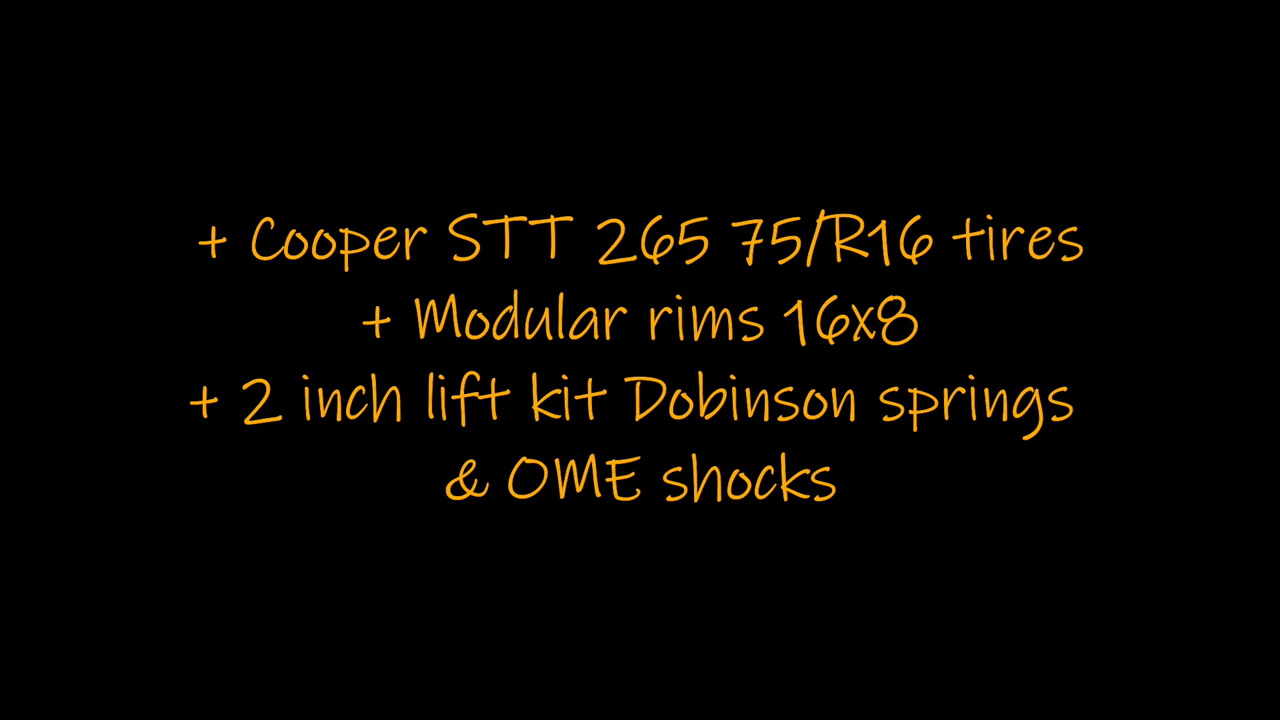 + Cooper STT 265 75/R16 tires
+ Modular rims 16x8
+ 2 inch lift kit Dobinson springs
& OME shocks